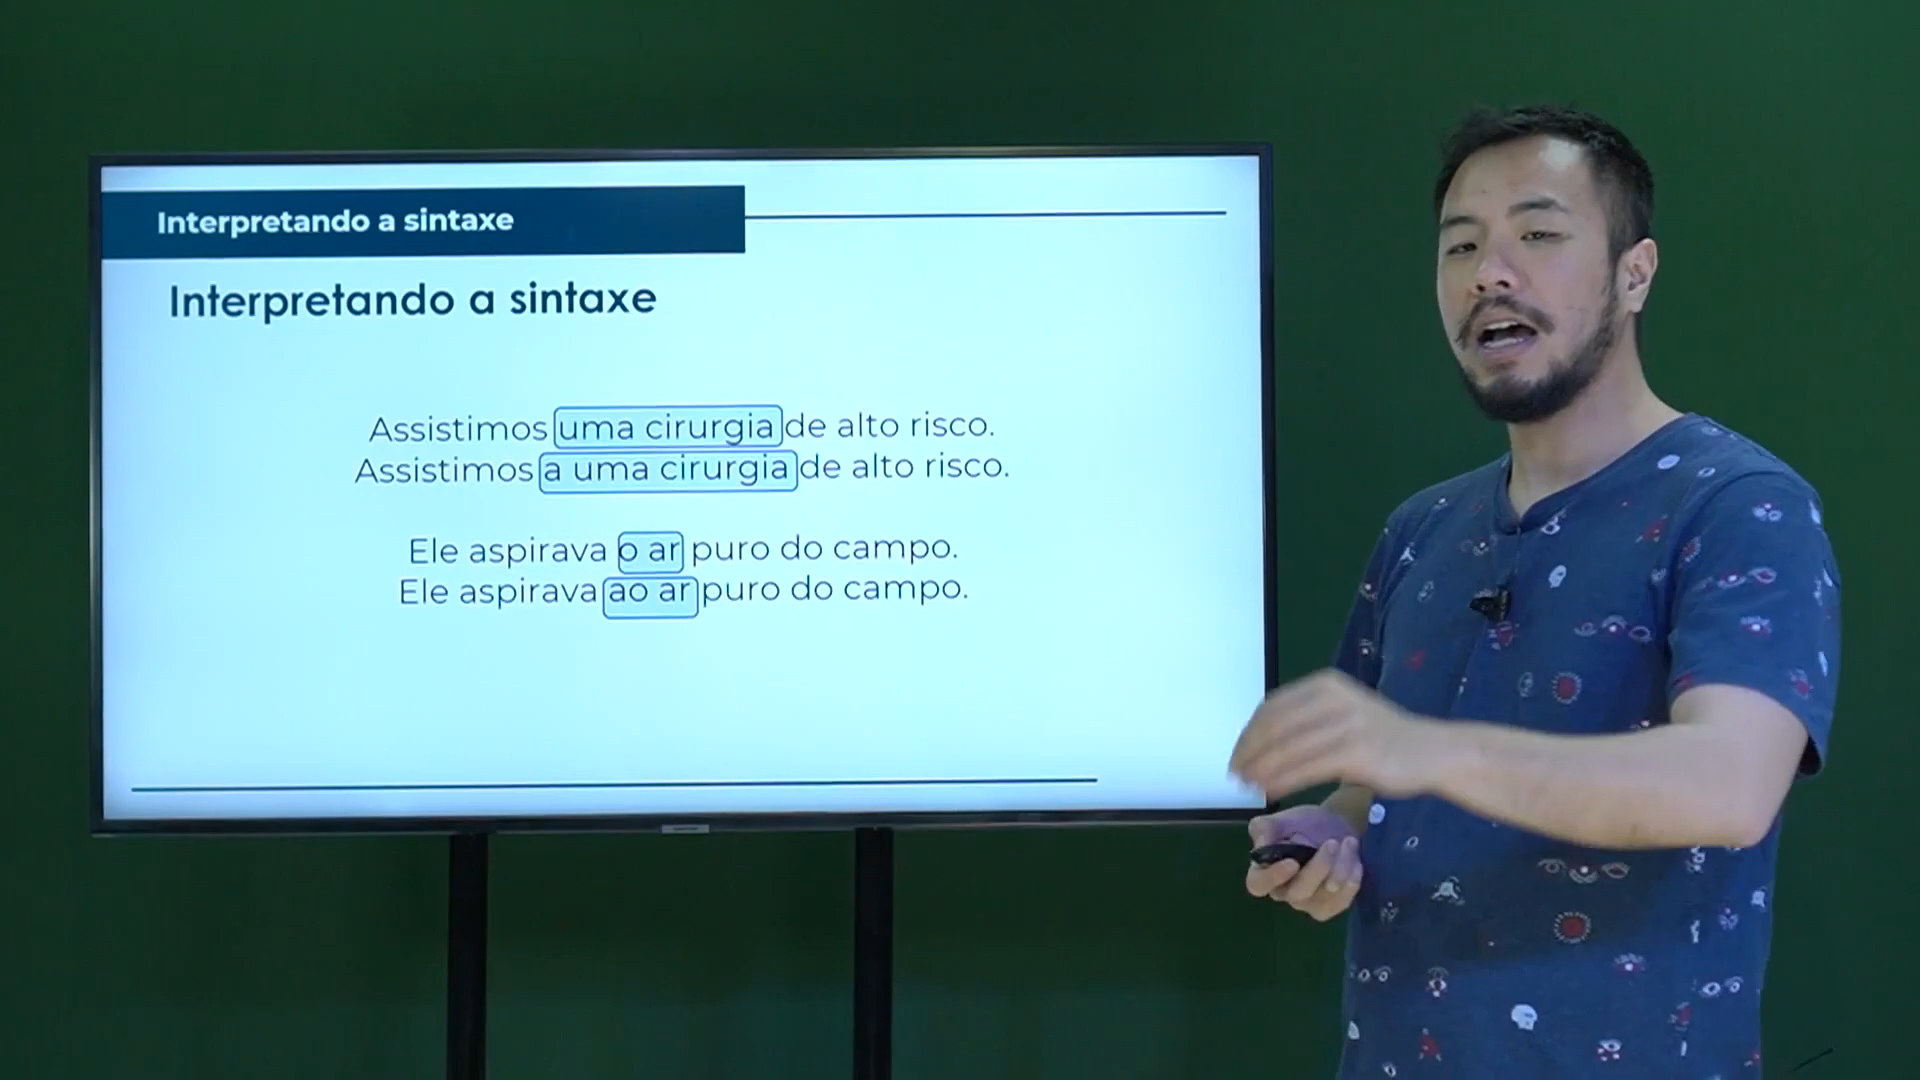 Interpretando a sintaxe
Interpretando a sintaxe
Assistimos uma cirurgia de alto risco.
Assistimos a uma cirurgia de alto risco.
Ele aspirava o ar puro do campo.
Ele aspirava ao ar puro do campo.